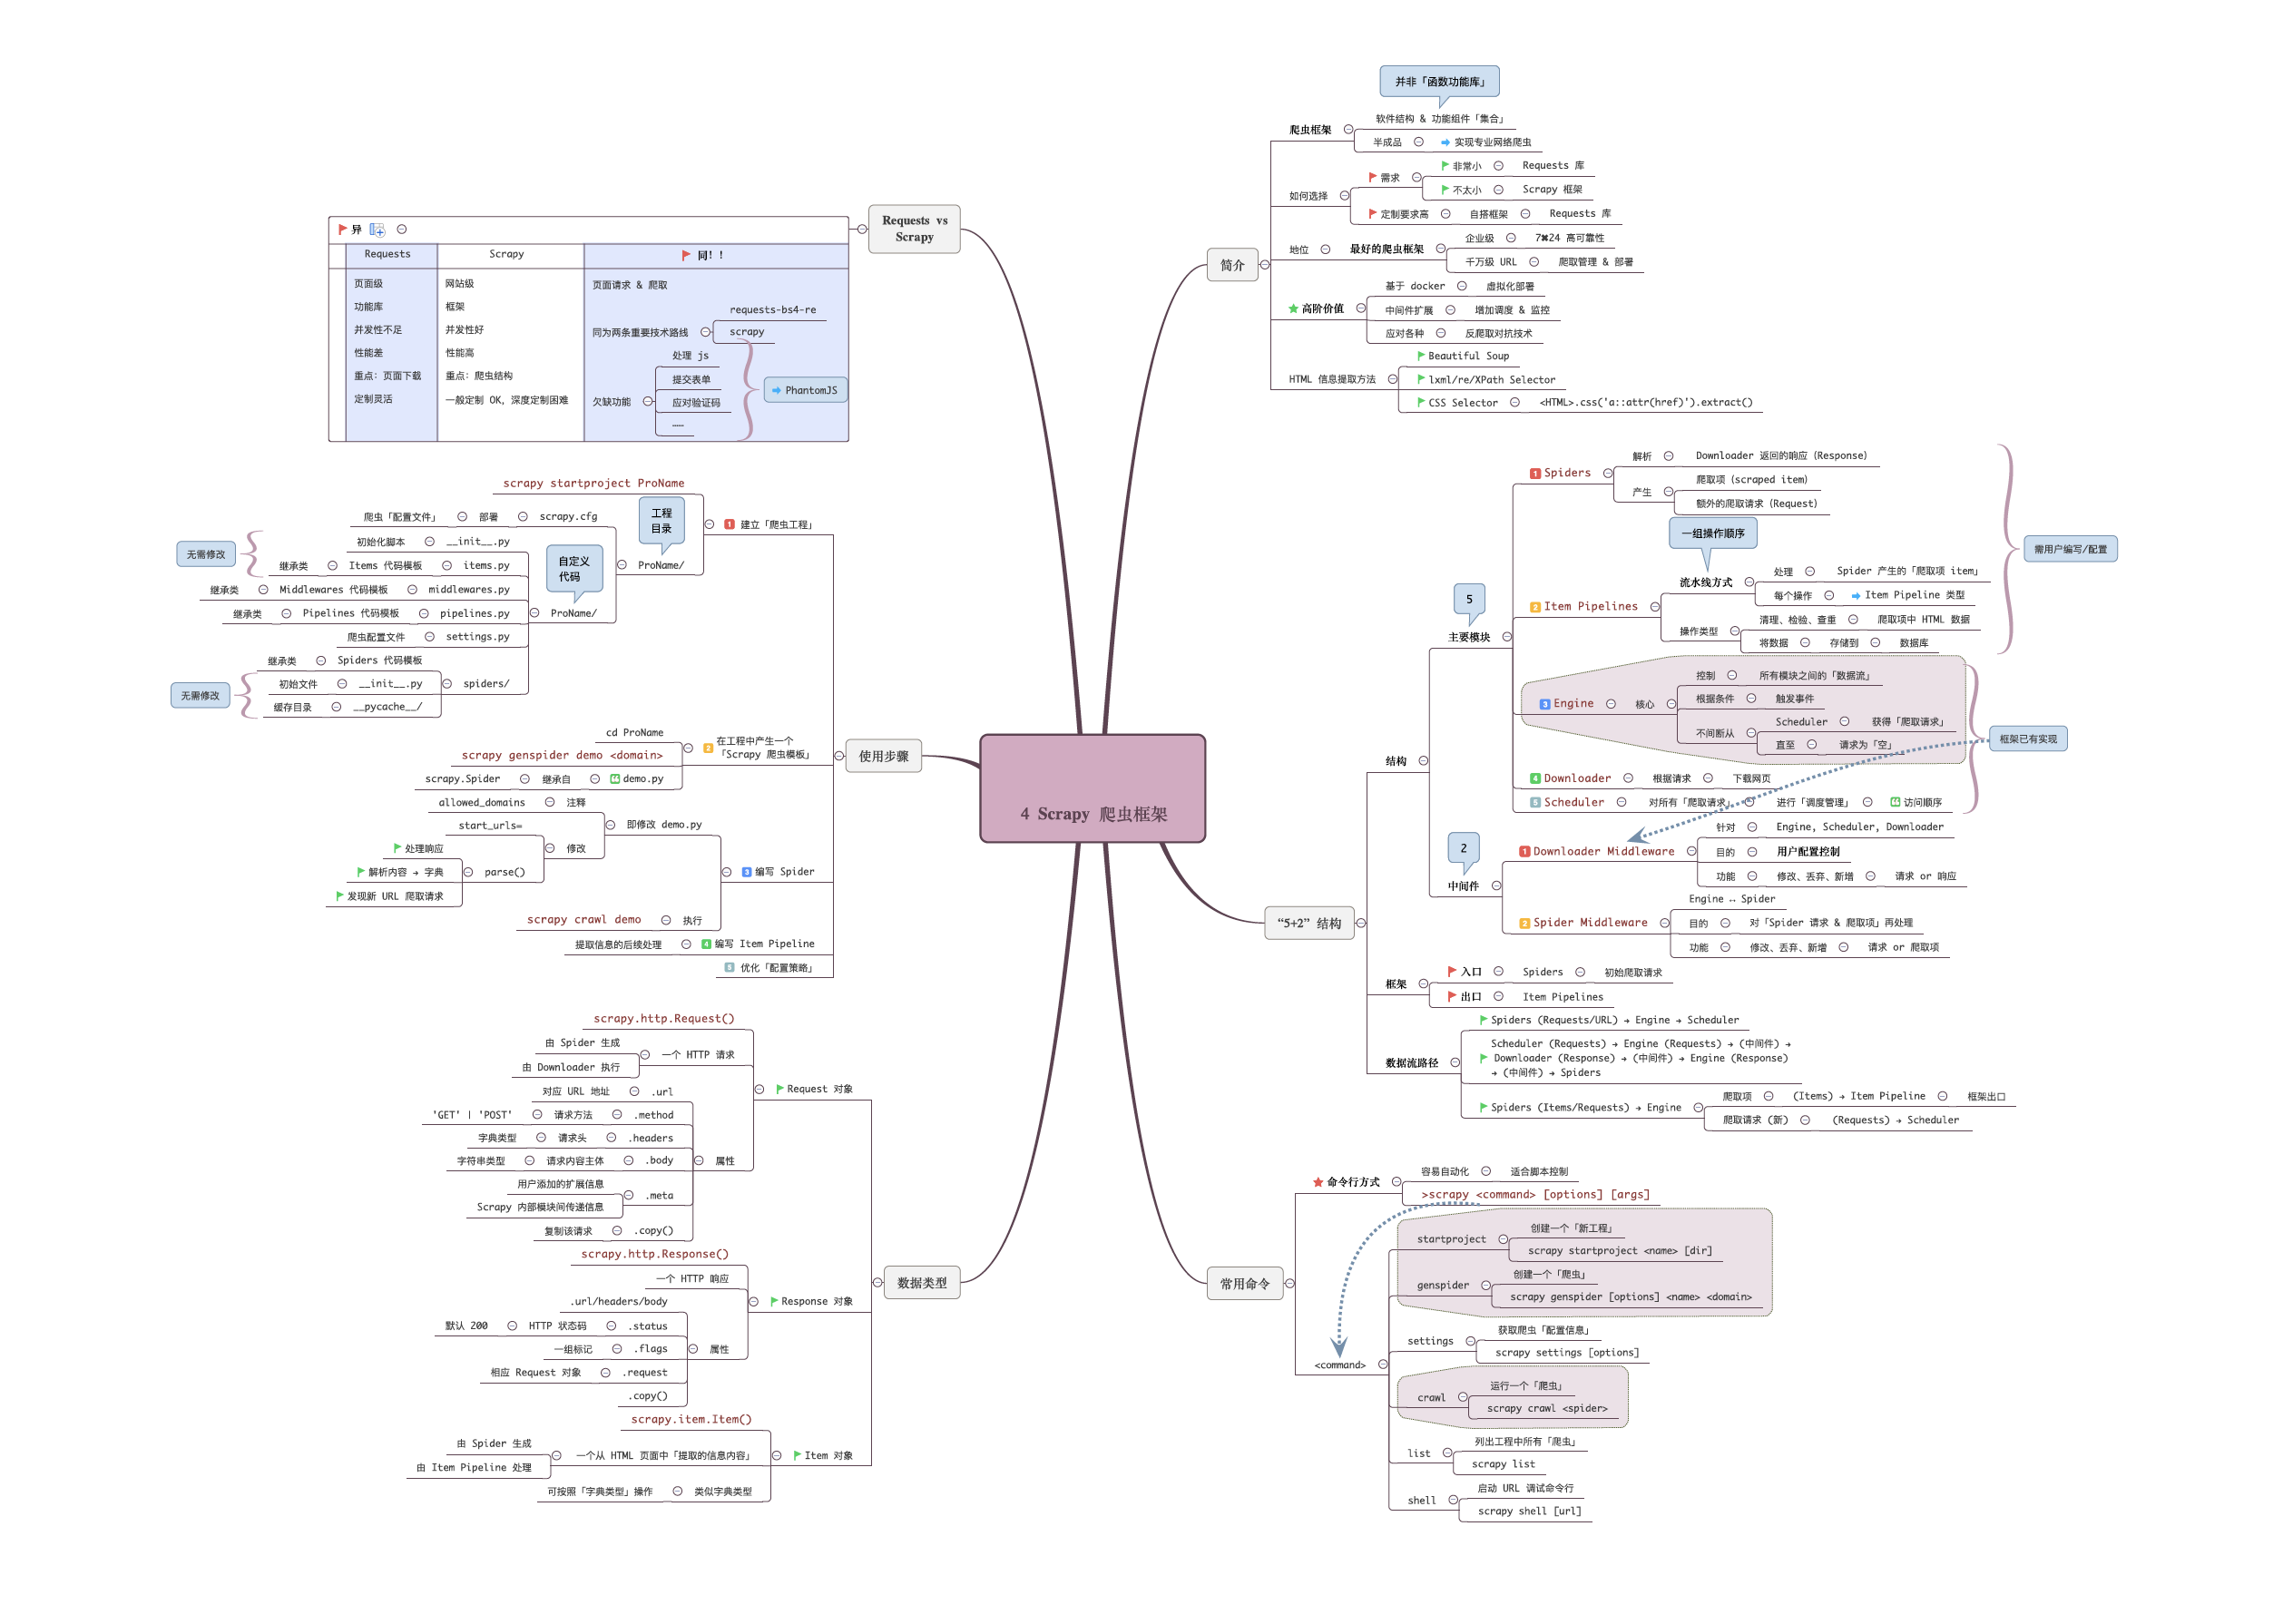 4 Scrapy 爬虫框架
简介
并非「函数功能库」
爬虫框架
软件结构 & 功能组件「集合」
半成品
实现专业网络爬虫
如何选择
需求
非常小
Requests 库
不太小
Scrapy 框架
定制要求高
自搭框架
Requests 库
地位
最好的爬虫框架
企业级
7✖24 高可靠性
千万级 URL
爬取管理 & 部署
高阶价值
基于 docker
虚拟化部署
中间件扩展
增加调度 & 监控
应对各种
反爬取对抗技术
HTML 信息提取方法
Beautiful Soup
lxml/re/XPath Selector
CSS Selector
<HTML>.css('a::attr(href)').extract()
“5+2” 结构
结构
5
主要模块
1 Spiders
解析
Downloader 返回的响应（Response）
产生
爬取项（scraped item）
额外的爬取请求（Request）
2 Item Pipelines
一组操作顺序
流水线方式
处理
Spider 产生的「爬取项 item」
每个操作
Item Pipeline 类型
操作类型
清理、检验、查重
爬取项中 HTML 数据
将数据
存储到
数据库
需用户编写/配置
3 Engine
核心
控制
所有模块之间的「数据流」
根据条件
触发事件
不间断从
Scheduler
获得「爬取请求」
直至
请求为「空」
4 Downloader
根据请求
下载网页
5 Scheduler
对所有「爬取请求」
进行「调度管理」
访问顺序
框架已有实现
2
中间件
1 Downloader Middleware
针对
Engine, Scheduler, Downloader
目的
用户配置控制
功能
修改、丢弃、新增
请求 or 响应
2 Spider Middleware
Engine ↔ Spider
目的
对「Spider 请求 & 爬取项」再处理
功能
修改、丢弃、新增
请求 or 爬取项
框架
入口
Spiders
初始爬取请求
出口
Item Pipelines
数据流路径
Spiders (Requests/URL) → Engine → Scheduler
Scheduler (Requests) → Engine (Requests) → (中间件) →
Downloader (Response) → (中间件) → Engine (Response)
→ (中间件) → Spiders
Spiders (Items/Requests) → Engine
爬取项
(Items) → Item Pipeline
框架出口
爬取请求 (新)
(Requests) → Scheduler
常用命令
命令行方式
容易自动化
适合脚本控制
>scrapy <command> [options] [args]
<command>
startproject
创建一个「新工程」
scrapy startproject <name> [dir]
genspider
创建一个「爬虫」
scrapy genspider [options] <name> <domain>
settings
获取爬虫「配置信息」
scrapy settings [options]
crawl
运行一个「爬虫」
scrapy crawl <spider>
list
列出工程中所有「爬虫」
scrapy list
shell
启动 URL 调试命令行
scrapy shell [url]
Requests vs
Scrapy
异
Requests
Scrapy
同！！
页面级
网站级
功能库
框架
并发性不足
并发性好
性能差
性能高
重点：页面下载
重点：爬虫结构
定制灵活
一般定制 OK，深度定制困难
页面请求 & 爬取
同为两条重要技术路线
requests-bs4-re
scrapy
欠缺功能
处理 js
提交表单
应对验证码
……
PhantomJS
使用步骤
1 建立「爬虫工程」
scrapy startproject ProName
工程
目录
ProName/
scrapy.cfg
部署
爬虫「配置文件」
自定义
代码
ProName/
__init__.py
初始化脚本
items.py
Items 代码模板
继承类
无需修改
middlewares.py
Middlewares 代码模板
继承类
pipelines.py
Pipelines 代码模板
继承类
settings.py
爬虫配置文件
spiders/
Spiders 代码模板
继承类
__init__.py
初始文件
__pycache__/
缓存目录
无需修改
2 在工程中产生一个
「Scrapy 爬虫模板」
cd ProName
scrapy genspider demo <domain>
demo.py
继承自
scrapy.Spider
3 编写 Spider
即修改 demo.py
注释
allowed_domains
修改
start_urls=
parse()
处理响应
解析内容 → 字典
发现新 URL 爬取请求
执行
scrapy crawl demo
4 编写 Item Pipeline
提取信息的后续处理
5 优化「配置策略」
数据类型
Request 对象
scrapy.http.Request()
一个 HTTP 请求
由 Spider 生成
由 Downloader 执行
属性
.url
对应 URL 地址
.method
请求方法
'GET' | 'POST'
.headers
请求头
字典类型
.body
请求内容主体
字符串类型
.meta
用户添加的扩展信息
Scrapy 内部模块间传递信息
.copy()
复制该请求
Response 对象
scrapy.http.Response()
一个 HTTP 响应
属性
.url/headers/body
.status
HTTP 状态码
默认 200
.flags
一组标记
.request
相应 Request 对象
.copy()
Item 对象
scrapy.item.Item()
一个从 HTML 页面中「提取的信息内容」
由 Spider 生成
由 Item Pipeline 处理
类似字典类型
可按照「字典类型」操作